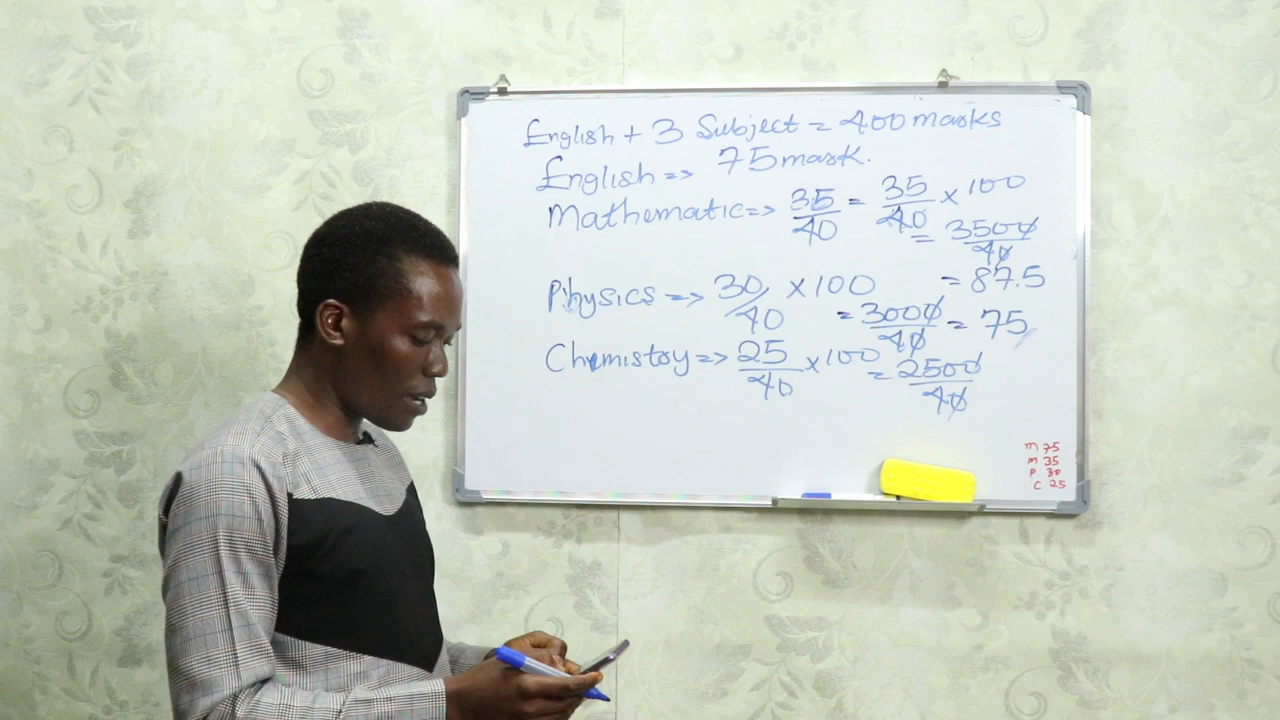 English + 3 Subject = 400 marks
English => 75 mark.
Mathematic => 35/40 = 35/40 × 100
= 3500/40
= 87.5
Physics => 30/40 × 100
= 3000/40 = 75
Chemistry => 25/40 × 100
= 2500/40
M 75
M 35
P 30
C 25